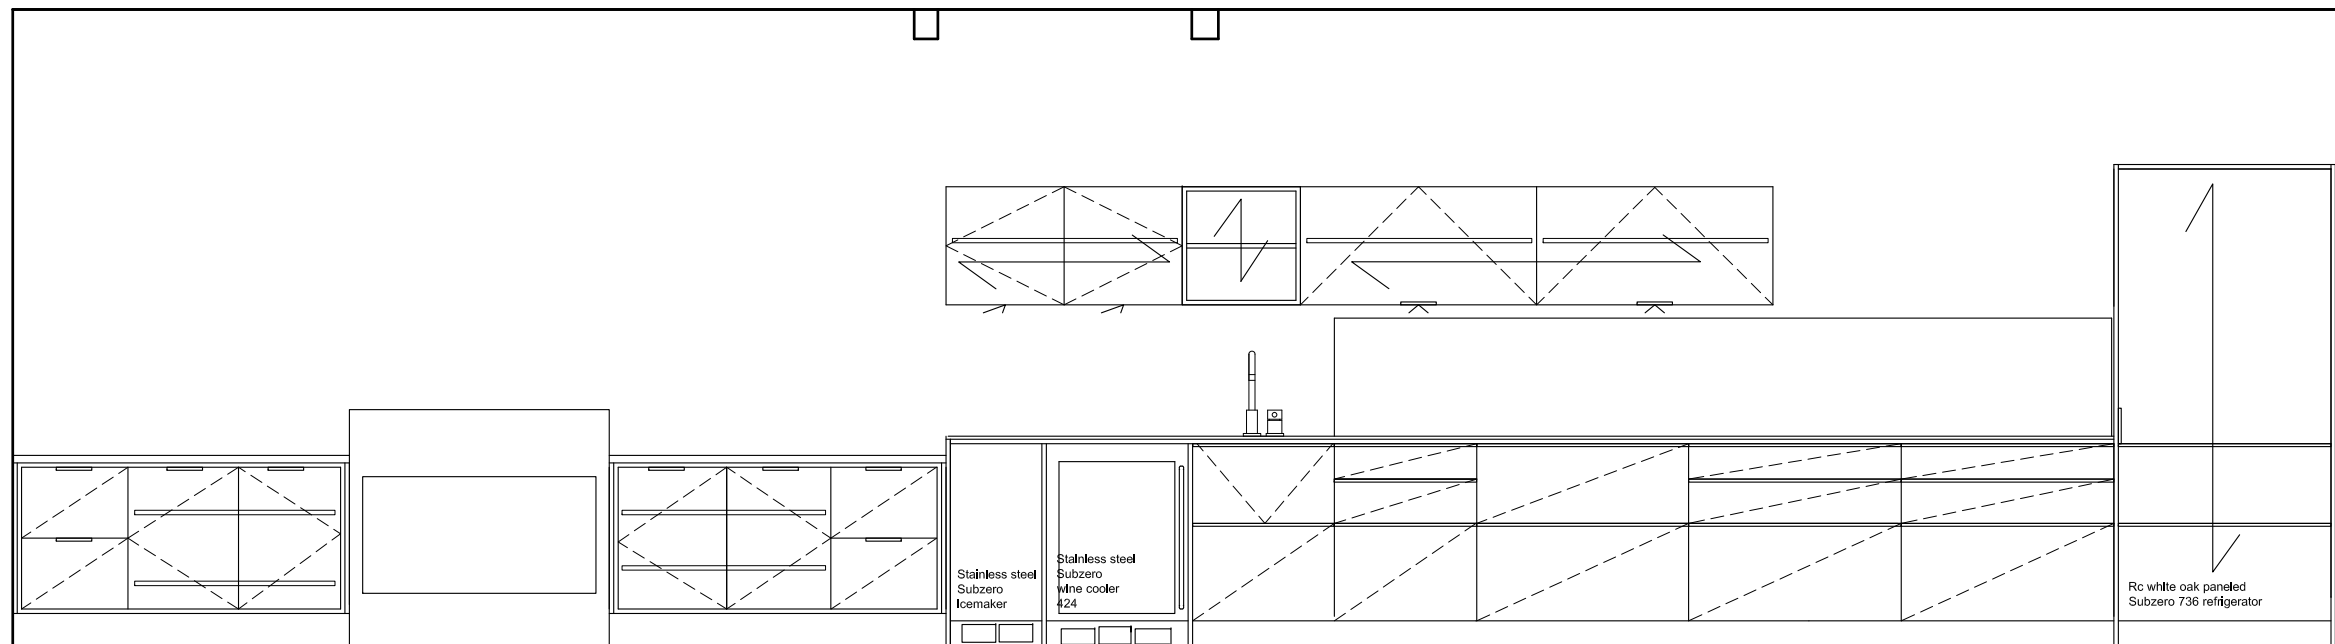 Stainless steel
Subzero
Icemaker
Stainless steel
Subzero
wine cooler
424
Rc white oak paneled
Subzero 736 refrigerator